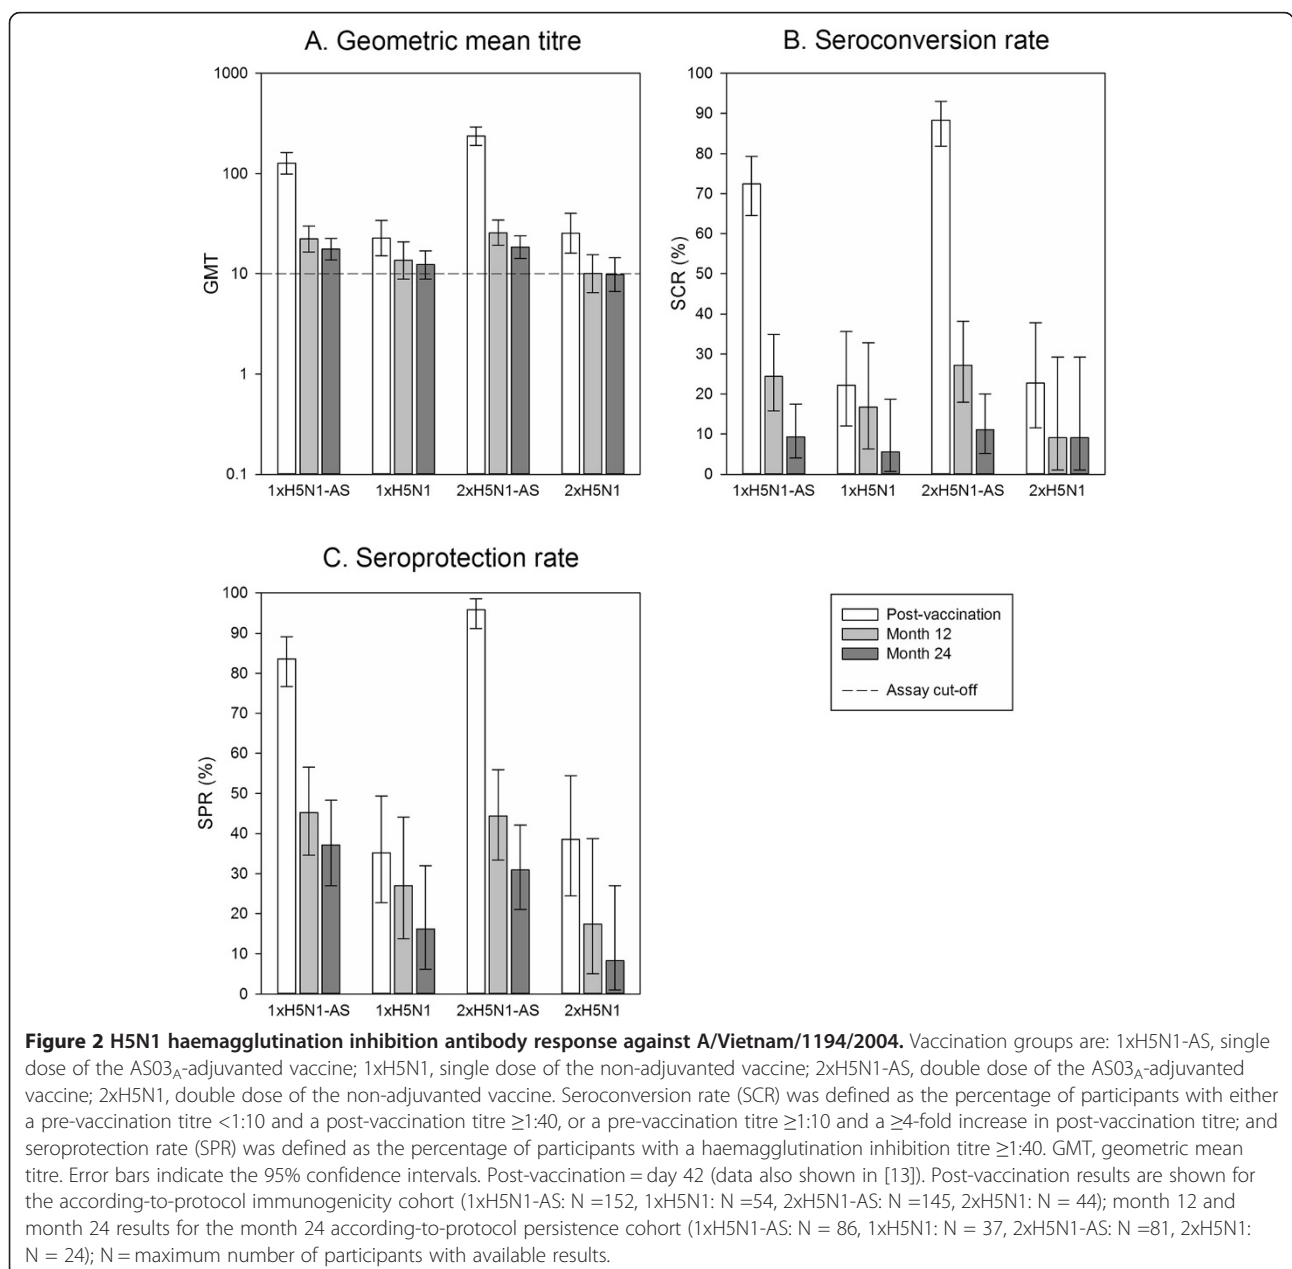 A. Geometric mean titre
1000
100
10
1
0.1
GMT
1xH5N1-AS
1xH5N1
2xH5N1-AS
2xH5N1
B. Seroconversion rate
100
90
80
70
60
50
40
30
20
10
0
SCR (%)
1xH5N1-AS
1xH5N1
2xH5N1-AS
2xH5N1
C. Seroprotection rate
100
90
80
70
60
50
40
30
20
10
0
SPR (%)
1xH5N1-AS
1xH5N1
2xH5N1-AS
2xH5N1
Post-vaccination
Month 12
Month 24
Assay cut-off
Figure 2 H5N1 haemagglutination inhibition antibody response against A/Vietnam/1194/2004. Vaccination groups are: 1xH5N1-AS, single
dose of the AS03A-adjuvanted vaccine; 1xH5N1, single dose of the non-adjuvanted vaccine; 2xH5N1-AS, double dose of the AS03A-adjuvanted
vaccine; 2xH5N1, double dose of the non-adjuvanted vaccine. Seroconversion rate (SCR) was defined as the percentage of participants with either
a pre-vaccination titre <1:10 and a post-vaccination titre ≥1:40, or a pre-vaccination titre ≥1:10 and a ≥4-fold increase in post-vaccination titre; and
seroprotection rate (SPR) was defined as the percentage of participants with a haemagglutination inhibition titre ≥1:40. GMT, geometric mean
titre. Error bars indicate the 95% confidence intervals. Post-vaccination = day 42 (data also shown in [13]). Post-vaccination results are shown for
the according-to-protocol immunogenicity cohort (1xH5N1-AS: N =152, 1xH5N1: N =54, 2xH5N1-AS: N =145, 2xH5N1: N = 44); month 12 and
month 24 results for the month 24 according-to-protocol persistence cohort (1xH5N1-AS: N = 86, 1xH5N1: N = 37, 2xH5N1-AS: N =81, 2xH5N1:
N = 24); N = maximum number of participants with available results.